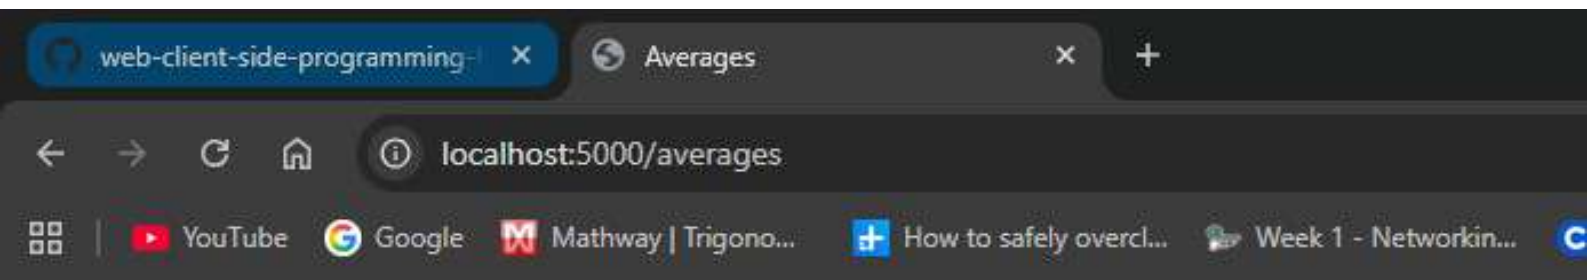 web-client-side-programming- Averages
localhost:5000/averages
YouTube Google Mathway | Trigono... How to safely overcl... Week 1 - Networkin...